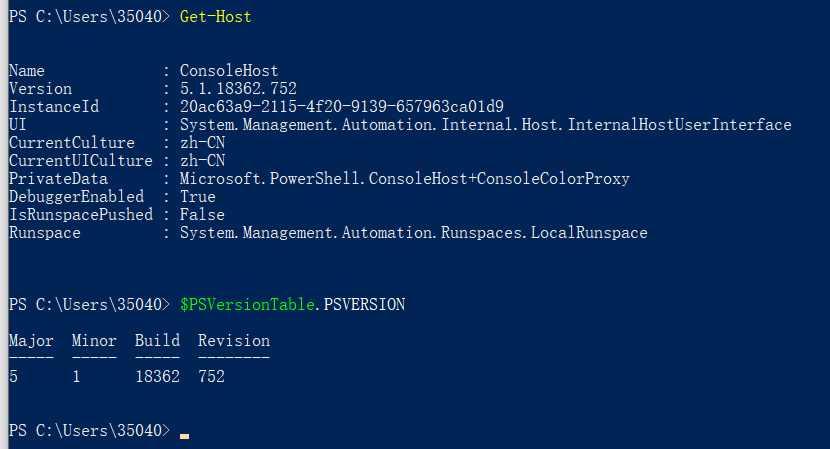 PS C:\Users\35040> Get-Host
Name              : ConsoleHost
Version           : 5.1.18362.752
InstanceId        : 20ac63a9-2115-4f20-9139-657963ca01d9
UI                : System.Management.Automation.Internal.Host.InternalHostUserInterface
CurrentCulture    : zh-CN
CurrentUICulture  : zh-CN
PrivateData       : Microsoft.PowerShell.ConsoleHost+ConsoleColorProxy
DebuggerEnabled   : True
IsRunspacePushed  : False
Runspace          : System.Management.Automation.Runspaces.LocalRunspace
PS C:\Users\35040> $PSVersionTable.PSVERSION
Major  Minor  Build  Revision
-----  -----  -----  --------
5      1      18362  752
PS C:\Users\35040>